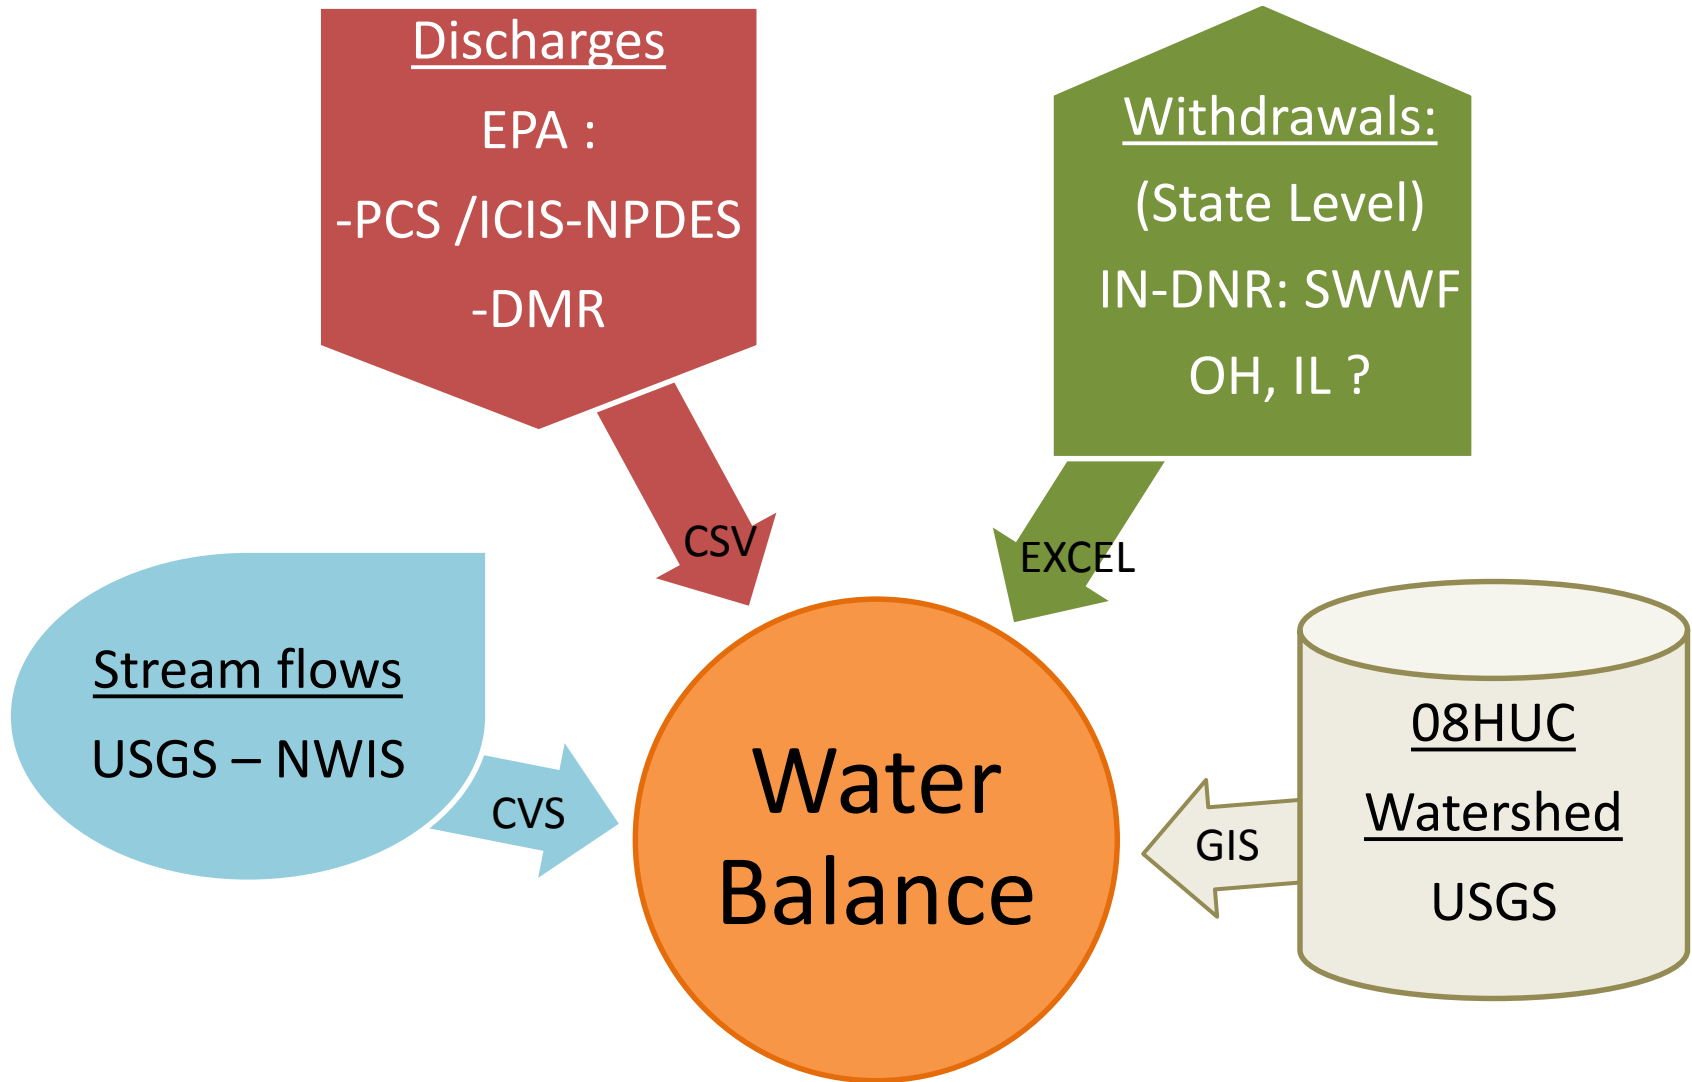 Discharges
EPA :
-PCS /ICIS-NPDES
-DMR
CSV
Withdrawals:
(State Level)
IN-DNR: SWWF
OH, IL ?
EXCEL
Stream flows
USGS – NWIS
CVS
Water
Balance
08HUC
Watershed
USGS
GIS